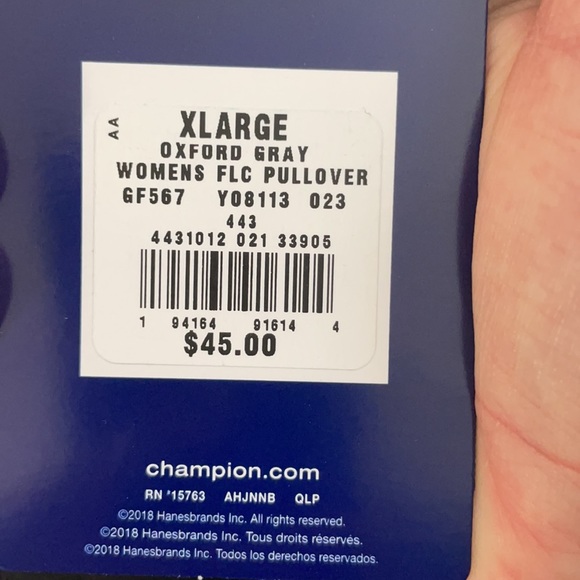 AA
XLARGE
OXFORD GRAY
WOMENS FLC PULLOVER
GF567 Y08113 023
443
4431012 021 33905
1 94164 91614 4
$45.00
champion.com
RN '15763 AHJNNB QLP
©2018 Hanesbrands Inc. All rights reserved.
©2018 Hanesbrands Inc. Tous droits réservés.
©2018 Hanesbrands Inc. Todos los derechos reservados.